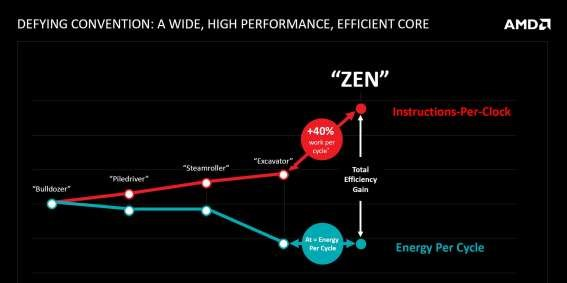 DEFYING CONVENTION: A WIDE, HIGH PERFORMANCE, EFFICIENT CORE
AMD
“ZEN”
Instructions-Per-Clock
+40%
work per
cycle*
“Excavator”
“Steamroller”
“Piledriver”
“Bulldozer”
Total
Efficiency
Gain
At = Energy
Per Cycle
Energy Per Cycle